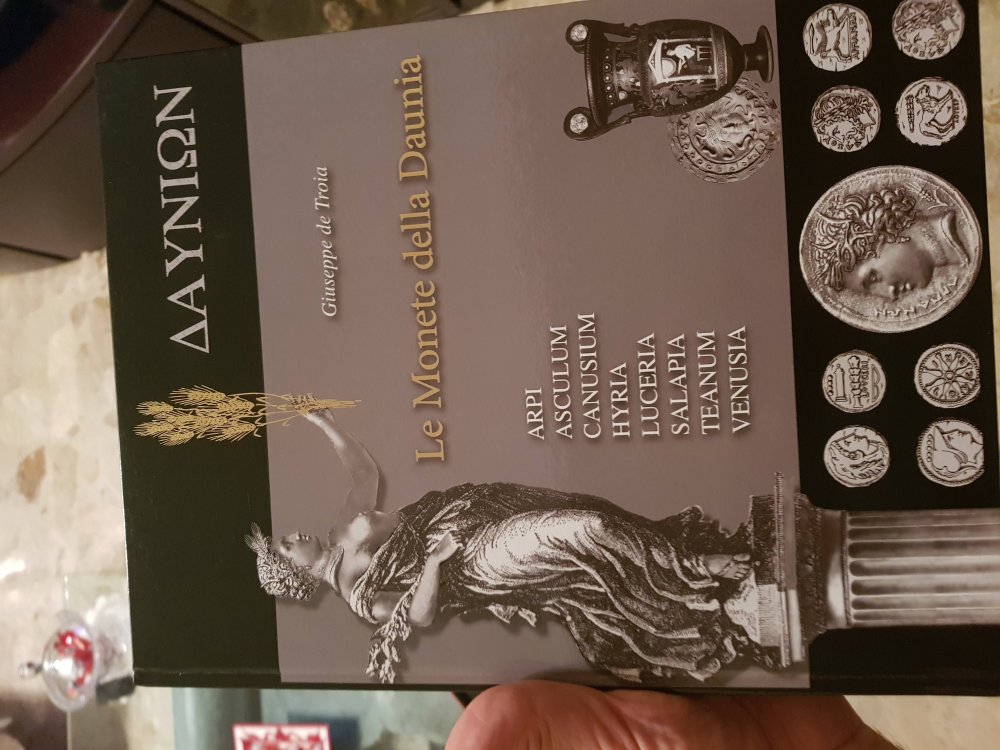 ΔΑΥΝΙΩΝ
Giuseppe de Troia
Le Monete della Daunia
ARPI
ASCULUM
CANUSIUM
HYRIA
LUCERIA
SALAPIA
TEANUM
VENUSIA